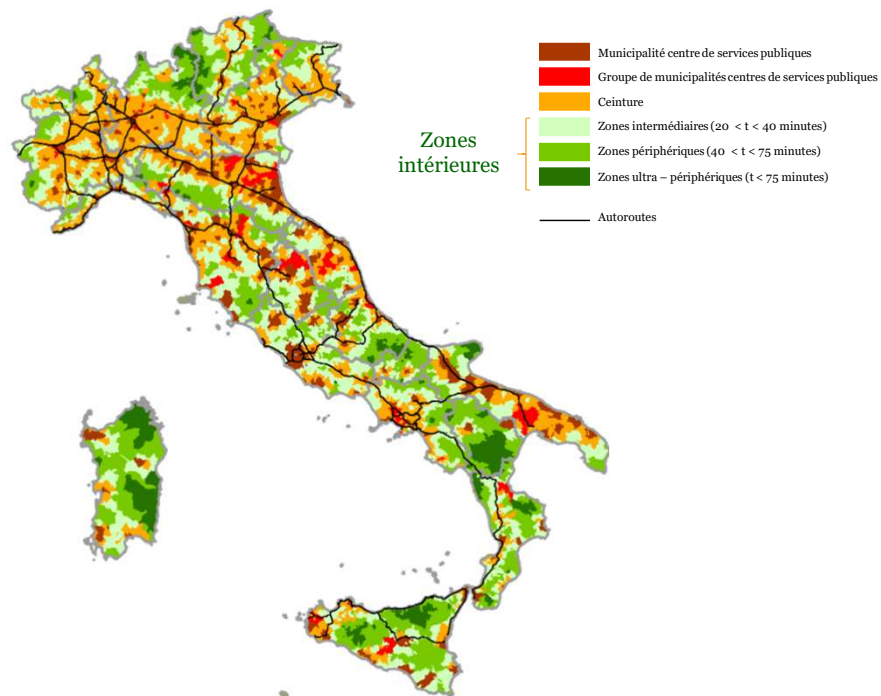 Municipalité centre de services publiques
Groupe de municipalités centres de services publiques
Ceinture
Zones
intérieures
Zones intermédiaires (20 < t < 40 minutes)
Zones périphériques (40 < t < 75 minutes)
Zones ultra – périphériques (t < 75 minutes)
Autoroutes